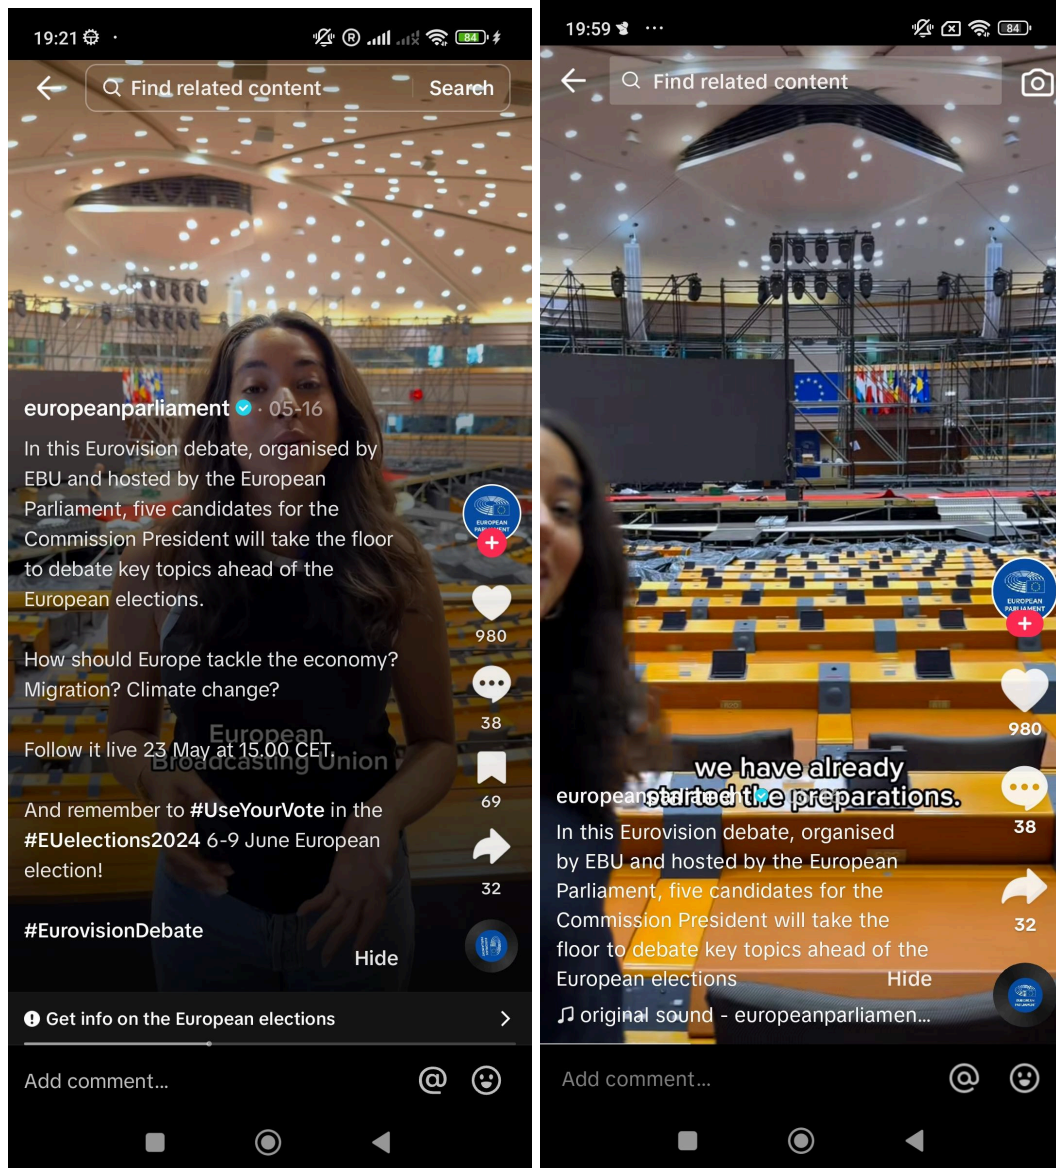 19:21
84
Find related content
Search
europeanparliament · 05-16
In this Eurovision debate, organised by
EBU and hosted by the European
Parliament, five candidates for the
Commission President will take the floor
to debate key topics ahead of the
European elections.
How should Europe tackle the economy?
Migration? Climate change?
European
Broadcasting Union
Follow it live 23 May at 15.00 CET.
And remember to #UseYourVote in the
#EUelections2024 6-9 June European
election!
#EurovisionDebate
Hide
EUROPEAN
PARLIAMENT
980
38
69
32
Get info on the European elections
Add comment...
@
19:59
84
Find related content
EUROPEAN
PARLIAMENT
980
38
32
we have already
started the preparations.
europeanparliament
In this Eurovision debate, organised
by EBU and hosted by the European
Parliament, five candidates for the
Commission President will take the
floor to debate key topics ahead of the
European elections
Hide
original sound - europeanparliamen...
Add comment...
@